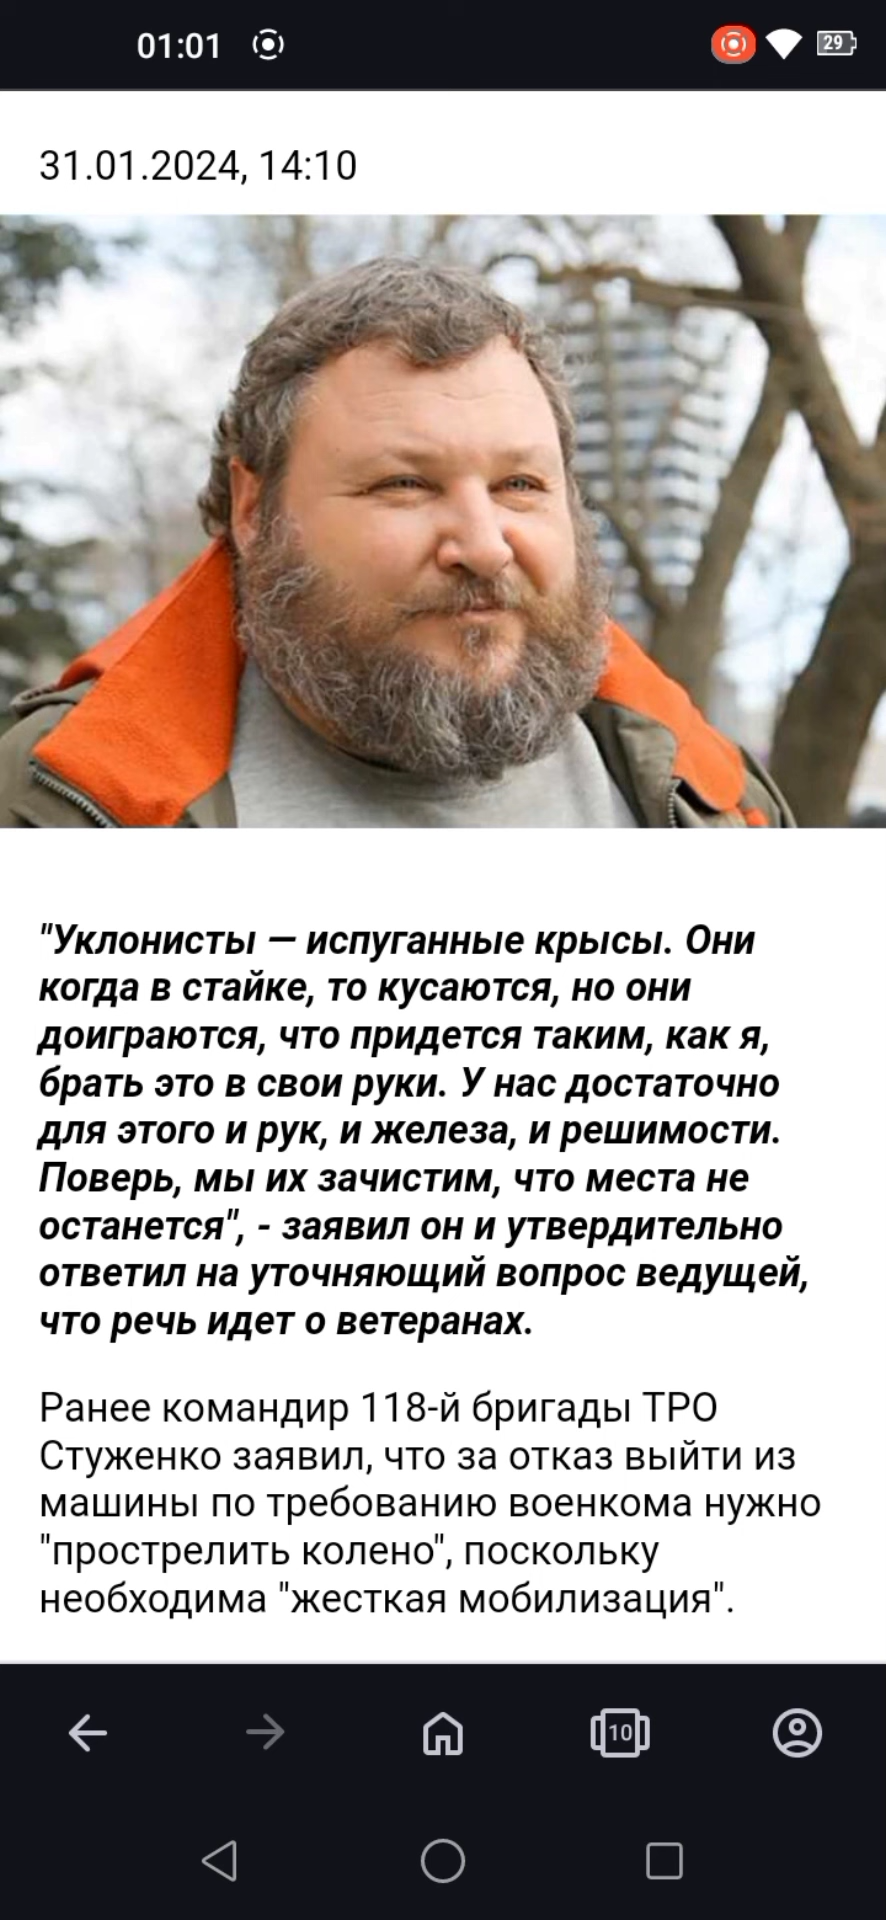 01:01
29
31.01.2024, 14:10
"Уклонисты — испуганные крысы. Они
когда в стайке, то кусаются, но они
доиграются, что придется таким, как я,
брать это в свои руки. У нас достаточно
для этого и рук, и железа, и решимости.
Поверь, мы их зачистим, что места не
останется", - заявил он и утвердительно
ответил на уточняющий вопрос ведущей,
что речь идет о ветеранах.
Ранее командир 118-й бригады ТРО
Стуженко заявил, что за отказ выйти из
машины по требованию военкома нужно
"прострелить колено", поскольку
необходима "жесткая мобилизация".
10